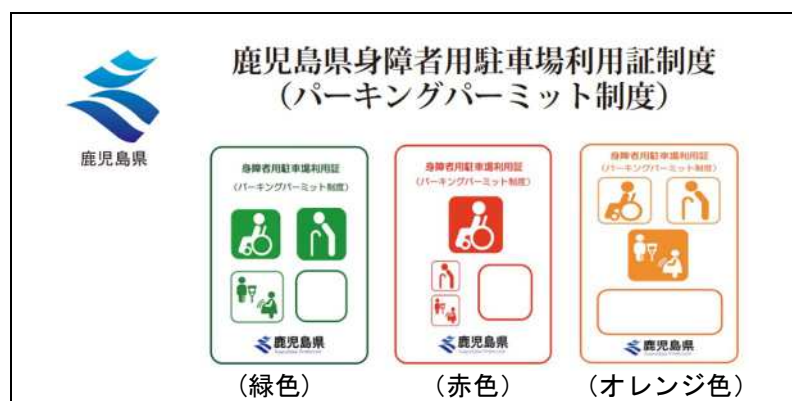 鹿児島県身障者用駐車場利用証制度
（パーキングパーミット制度）
鹿児島県
身障者用駐車場利用証
（パーキングパーミット制度）
鹿児島県
Kagoshima Prefecture
（緑色）
身障者用駐車場利用証
（パーキングパーミット制度）
鹿児島県
Kagoshima Prefecture
（赤色）
身障者用駐車場利用証
（パーキングパーミット制度）
鹿児島県
Kagoshima Prefecture
（オレンジ色）